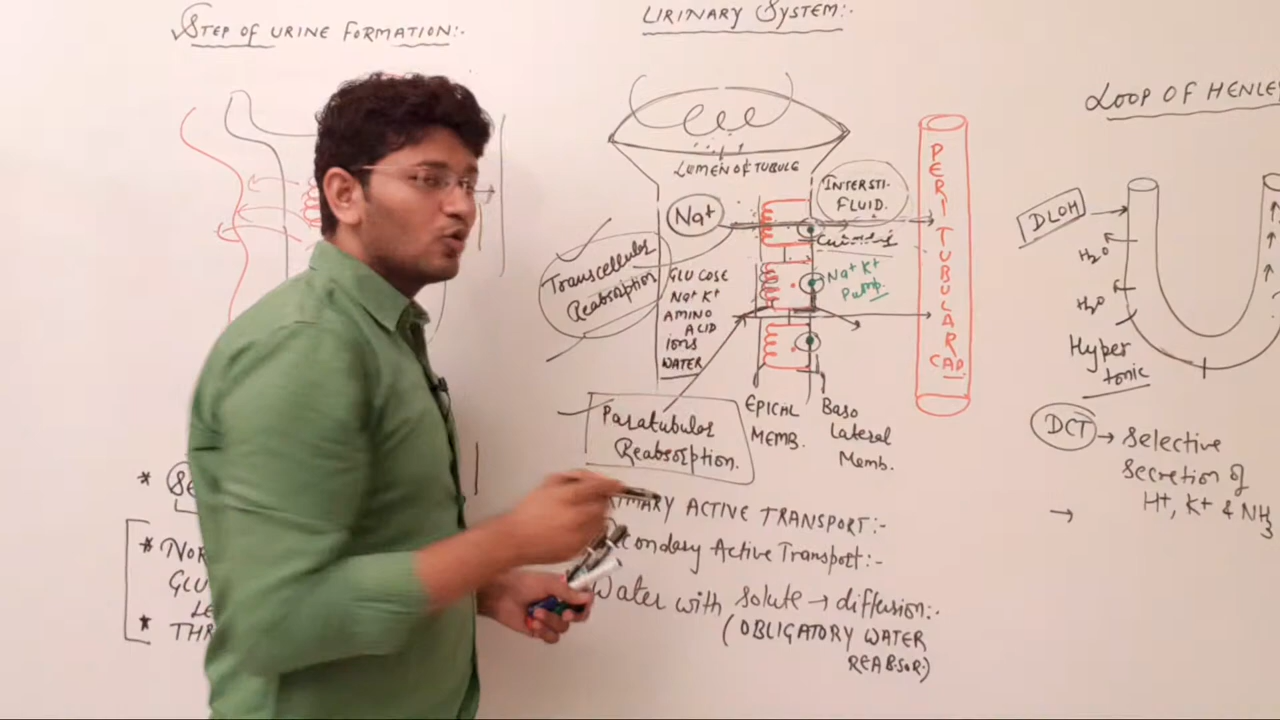 STEP OF URINE FORMATION:-
URINARY SYSTEM:-
LOOP OF HENLE
LUMEN OF TUBULE
INTERSTI-
FLUID.
Na+
Transcellular
Reabsorption
GLUCOSE
Na+ K+
AMINO
ACID
ions
WATER
Na+ K+
Pump.
PERITUBULAR
CAP.
EPICAL
MEMB.
Baso
Lateral
Memb.
Paratubular
Reabsorption.
DLOH
H2O
H2O
Hyper
tonic
DCT → Selective
Secretion of
H+, K+ & NH3
→
* Se
* NOR
GLU
LE
* THR
IMARY ACTIVE TRANSPORT:-
econdary Active Transport:-
Water with Solute → diffusion:-
(OBLIGATORY WATER
REABSOR)